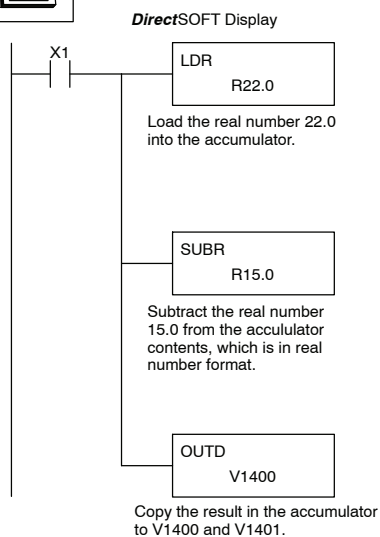 DirectSOFT Display
X1
LDR
R22.0
Load the real number 22.0
into the accumulator.
SUBR
R15.0
Subtract the real number
15.0 from the accululator
contents, which is in real
number format.
OUTD
V1400
Copy the result in the accumulator
to V1400 and V1401.